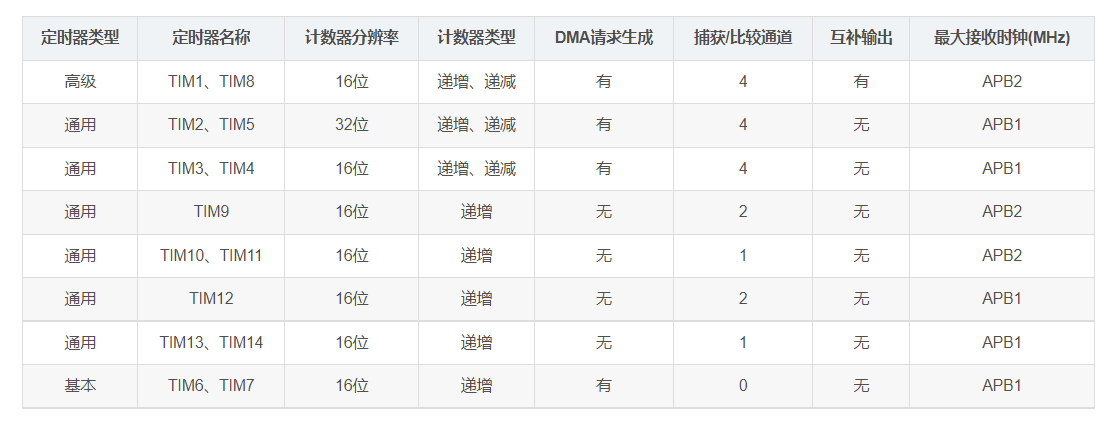 定时器类型 定时器名称 计数器分辨率 计数器类型 DMA请求生成 捕获/比较通道 互补输出 最大接收时钟(MHz)
高级 TIM1、TIM8 16位 递增、递减 有 4 有 APB2
通用 TIM2、TIM5 32位 递增、递减 有 4 无 APB1
通用 TIM3、TIM4 16位 递增、递减 有 4 无 APB1
通用 TIM9 16位 递增 无 2 无 APB2
通用 TIM10、TIM11 16位 递增 无 1 无 APB2
通用 TIM12 16位 递增 无 2 无 APB1
通用 TIM13、TIM14 16位 递增 无 1 无 APB1
基本 TIM6、TIM7 16位 递增 有 0 无 APB1